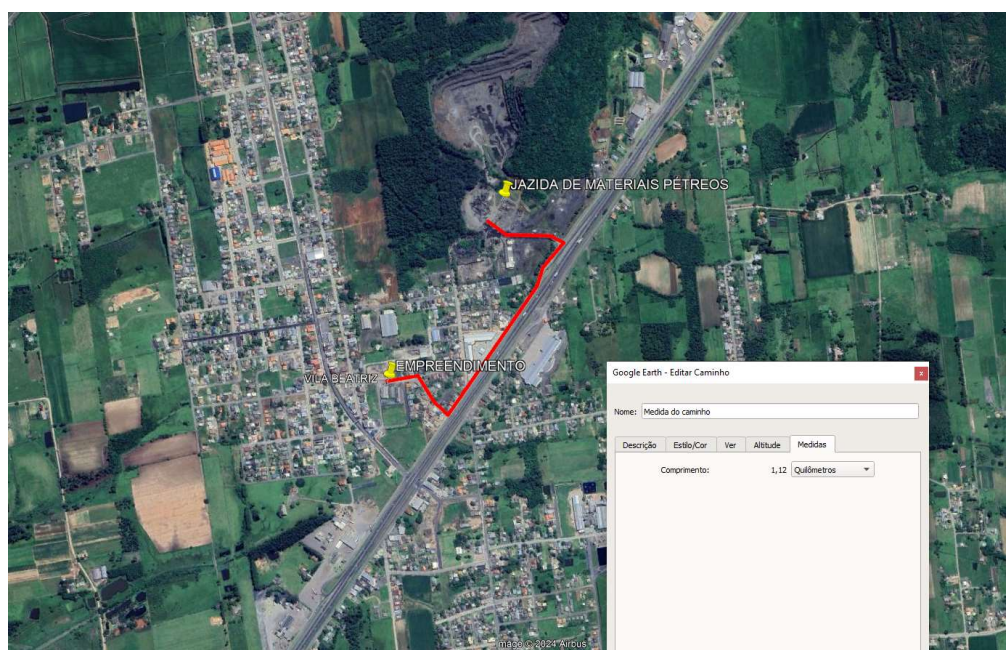 JAZIDA DE MATERIAIS PÉTREOS
EMPREENDIMENTO
VILA BEATRIZ
Google Earth - Editar Caminho
x
Nome: Medida do caminho
Descrição Estilo/Cor Ver Altitude Medidas
Comprimento: 1,12 Quilômetros
Image © 2024 Airbus